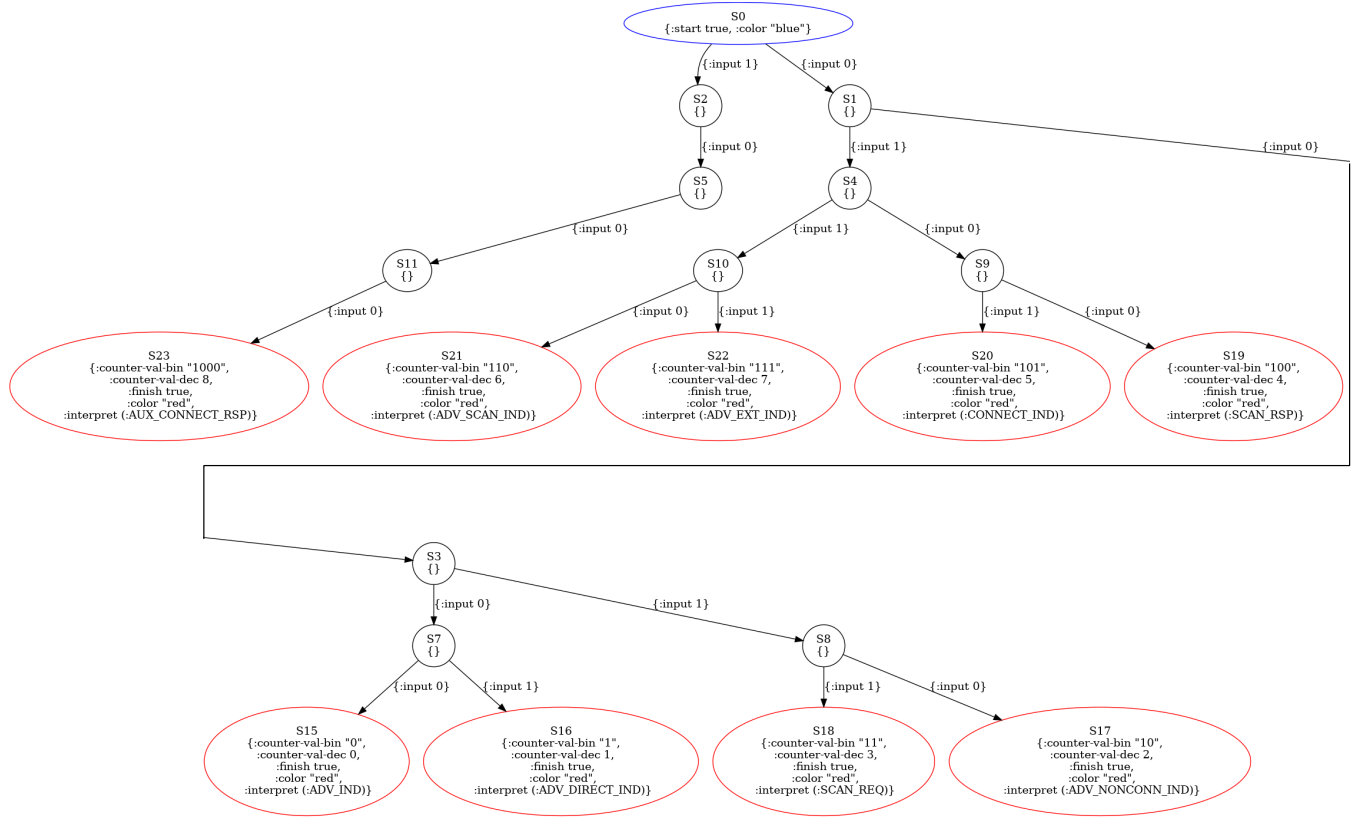 S0
{:start true, :color "blue"}
{:input 1}
{:input 0}
S2
{}
S1
{}
{:input 0}
{:input 1}
{:input 0}
S5
{}
S4
{}
{:input 0}
{:input 1}
{:input 0}
S11
{}
S10
{}
S9
{}
{:input 0}
{:input 0}
{:input 1}
{:input 1}
{:input 0}
S23
{:counter-val-bin "1000",
:counter-val-dec 8,
:finish true,
:color "red",
:interpret (:AUX_CONNECT_RSP)}
S21
{:counter-val-bin "110",
:counter-val-dec 6,
:finish true,
:color "red",
:interpret (:ADV_SCAN_IND)}
S22
{:counter-val-bin "111",
:counter-val-dec 7,
:finish true,
:color "red",
:interpret (:ADV_EXT_IND)}
S20
{:counter-val-bin "101",
:counter-val-dec 5,
:finish true,
:color "red",
:interpret (:CONNECT_IND)}
S19
{:counter-val-bin "100",
:counter-val-dec 4,
:finish true,
:color "red",
:interpret (:SCAN_RSP)}
S3
{}
{:input 0}
{:input 1}
S7
{}
S8
{}
{:input 0}
{:input 1}
{:input 1}
{:input 0}
S15
{:counter-val-bin "0",
:counter-val-dec 0,
:finish true,
:color "red",
:interpret (:ADV_IND)}
S16
{:counter-val-bin "1",
:counter-val-dec 1,
:finish true,
:color "red",
:interpret (:ADV_DIRECT_IND)}
S18
{:counter-val-bin "11",
:counter-val-dec 3,
:finish true,
:color "red",
:interpret (:SCAN_REQ)}
S17
{:counter-val-bin "10",
:counter-val-dec 2,
:finish true,
:color "red",
:interpret (:ADV_NONCONN_IND)}